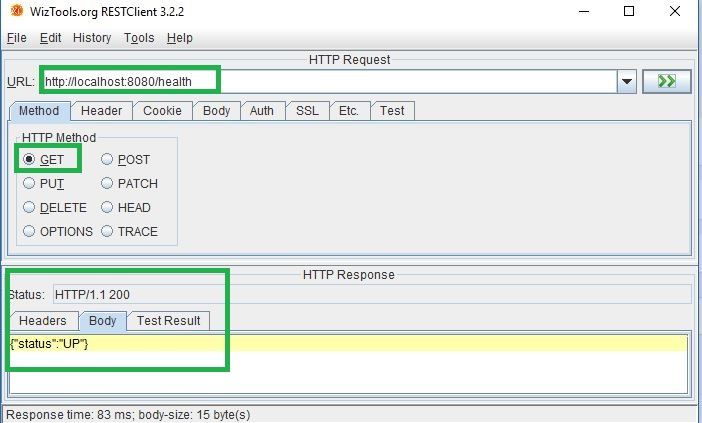 WizTools.org RESTClient 3.2.2
File Edit History Tools Help
HTTP Request
URL: http://localhost:8080/health
Method Header Cookie Body Auth SSL Etc. Test
HTTP Method
GET POST
PUT PATCH
DELETE HEAD
OPTIONS TRACE
HTTP Response
Status: HTTP/1.1 200
Headers Body Test Result
{"status":"UP"}
Response time: 83 ms; body-size: 15 byte(s)